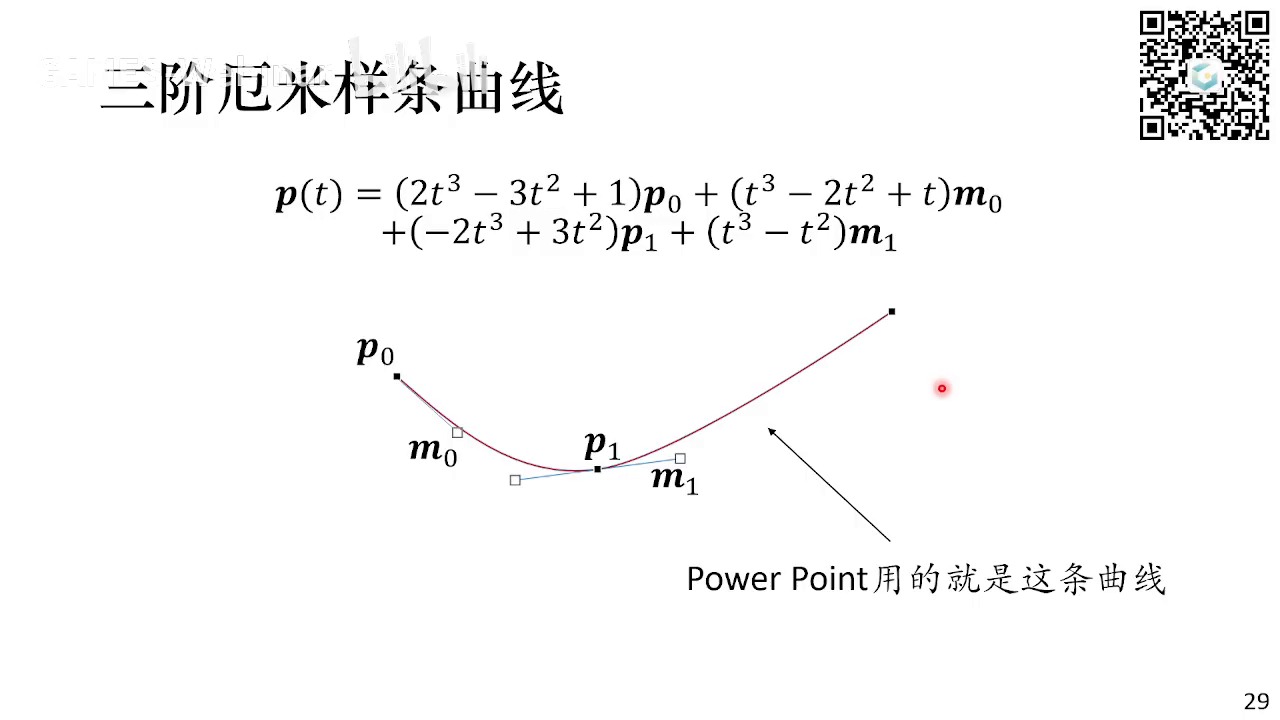 三阶厄米样条曲线
𝒑(𝑡) = (2𝑡³ − 3𝑡² + 1)𝒑₀ + (𝑡³ − 2𝑡² + 𝑡)𝒎₀
+(−2𝑡³ + 3𝑡²)𝒑₁ + (𝑡³ − 𝑡²)𝒎₁
𝒑₀
𝒎₀
𝒑₁
𝒎₁
Power Point用的就是这条曲线
29